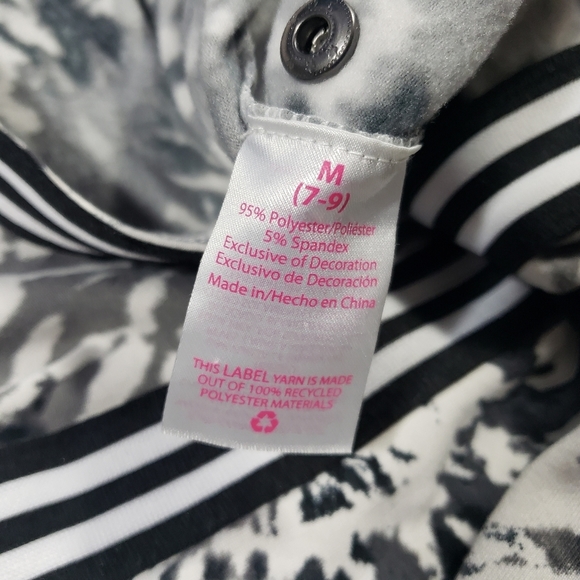 M
(7-9)
95% Polyester/Poliéster
5% Spandex
Exclusive of Decoration
Exclusivo de Decoración
Made in/Hecho en China
THIS LABEL YARN IS MADE
OUT OF 100% RECYCLED
POLYESTER MATERIALS